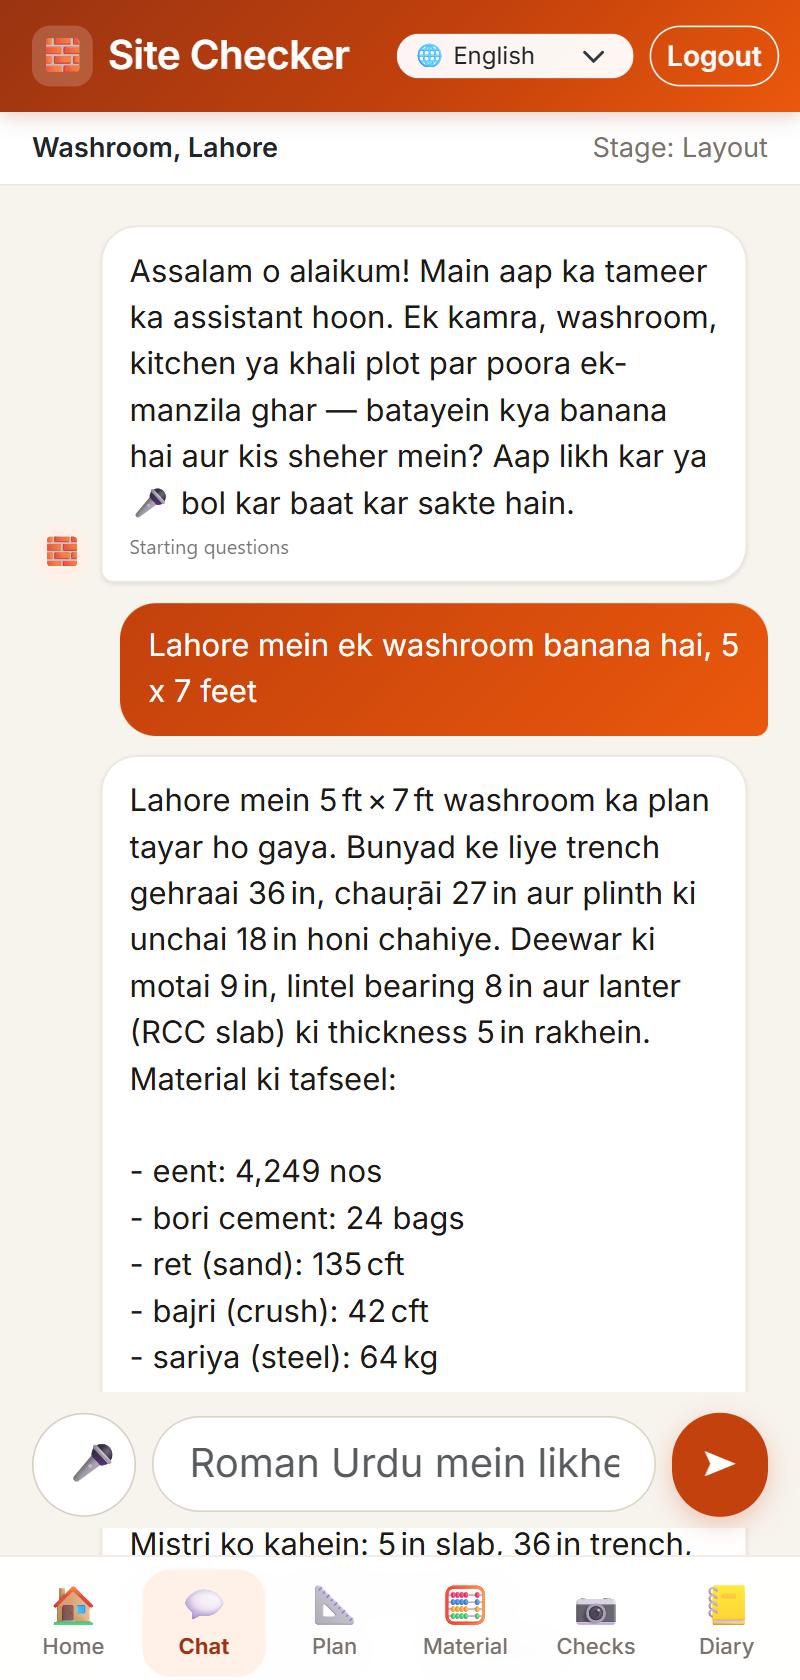 Site Checker
English
Logout
Washroom, Lahore
Stage: Layout
Assalam o alaikum! Main aap ka tameer
ka assistant hoon. Ek kamra, washroom,
kitchen ya khali plot par poora ek-
manzila ghar — batayein kya banana
hai aur kis sheher mein? Aap likh kar ya
🎤 bol kar baat kar sakte hain.
Starting questions
Lahore mein ek washroom banana hai, 5
x 7 feet
Lahore mein 5 ft × 7 ft washroom ka plan
tayar ho gaya. Bunyad ke liye trench
gehraai 36 in, chauṛāi 27 in aur plinth ki
unchai 18 in honi chahiye. Deewar ki
motai 9 in, lintel bearing 8 in aur lanter
(RCC slab) ki thickness 5 in rakhein.
Material ki tafseel:
- eent: 4,249 nos
- bori cement: 24 bags
- ret (sand): 135 cft
- bajri (crush): 42 cft
- sariya (steel): 64 kg
Roman Urdu mein likhe
Mistri ko kahein: 5 in slab, 36 in trench,
Home
Chat
Plan
Material
Checks
Diary